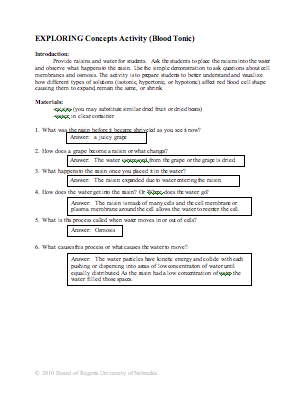 EXPLORING Concepts Activity (Blood Tonic)
Introduction:
Provide raisins and water for students. Ask the students to place the raisins into the water
and observe what happens to the raisin. Use the simple demonstration to ask questions about cell
membranes and osmosis. The activity is to prepare students to better understand and visualize
how different types of solutions (isotonic, hypertonic, or hypotonic) affect red blood cell shape
causing them to expand remain the same, or shrink.
Materials:
-raisins (you may substitute similar dried fruit or dried beans)
-water in clear container
1. What was the raisin before it became shriveled as you see it now?
Answer: a juicy grape
2. How does a grape become a raisin or what changes?
Answer: The water evaporated from the grape or the grape is dried
3. What happens to the raisin once you placed it in the water?
Answer: The raisin expanded due to water entering the raisin
4. How does the water get into the raisin? Or Where does the water go?
Answer: The raisin is made of many cells and the cell membrane or
plasma membrane around the cell allows the water to reenter the cell.
5. What is this process called when water moves in or out of cells?
Answer: Osmosis
6. What causes this process or what causes the water to move?
Answer: The water particles have kinetic energy and collide with each
pushing or dispersing into areas of low concentration of water until
equally distributed. As the raisin had a low concentration of water the
water filled those spaces.
© 2010 Board of Regents University of Nebraska